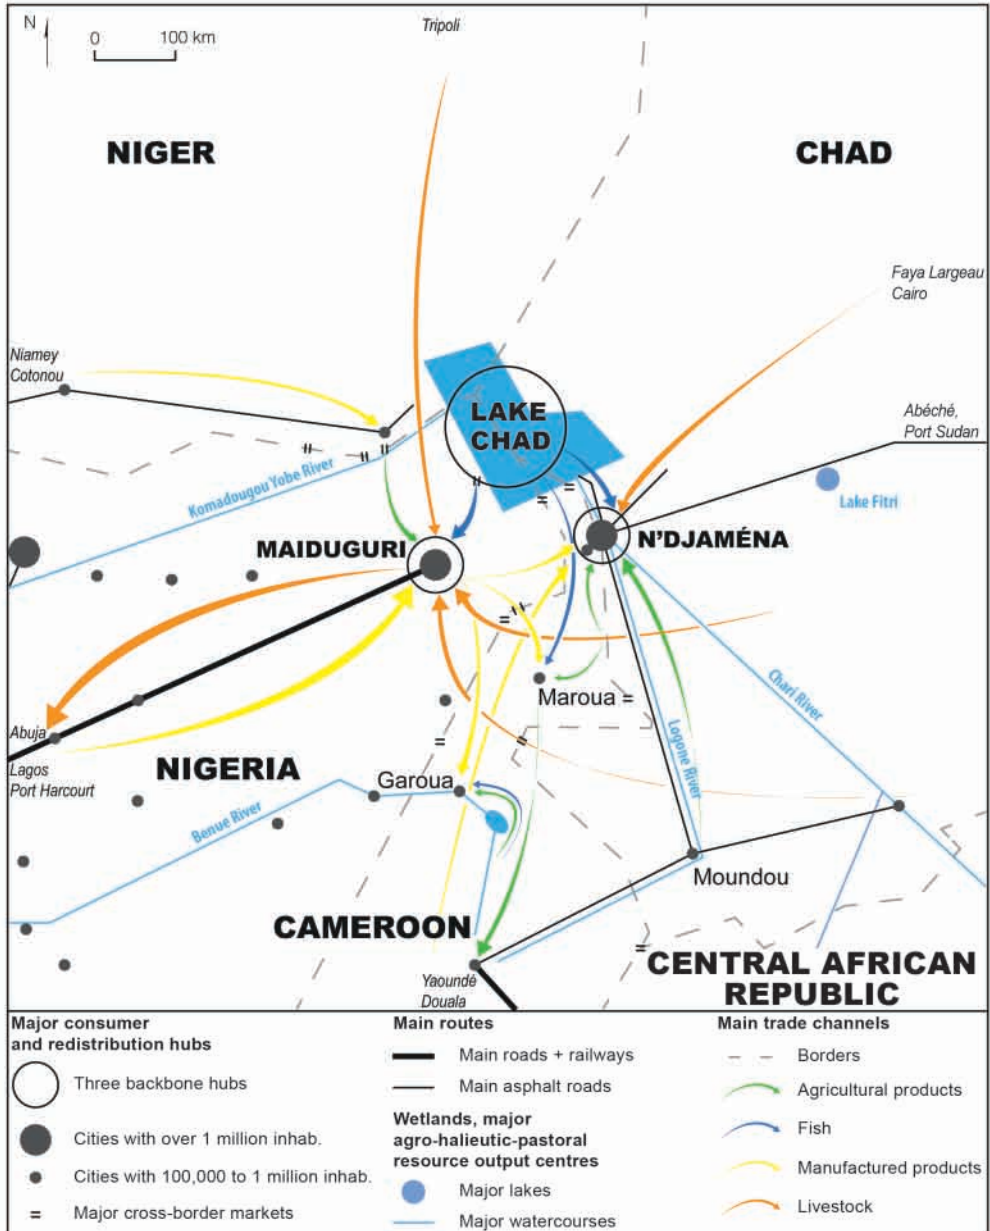 N
0 100 km
Tripoli
NIGER
CHAD
Faya Largeau
Cairo
Niamey
Cotonou
LAKE
CHAD
Abéché,
Port Sudan
Komadougou Yobe River
Lake Fitri
MAIDUGURI
N'DJAMÉNA
Maroua
Chari River
Logone River
Abuja
Lagos
Port Harcourt
NIGERIA
Garoua
Benue River
Moundou
CAMEROON
CENTRAL AFRICAN
REPUBLIC
Yaoundé
Douala
Major consumer
and redistribution hubs
Three backbone hubs
Cities with over 1 million inhab.
Cities with 100,000 to 1 million inhab.
Major cross-border markets
Main routes
Main roads + railways
Main asphalt roads
Wetlands, major
agro-halieutic-pastoral
resource output centres
Major lakes
Major watercourses
Main trade channels
Borders
Agricultural products
Fish
Manufactured products
Livestock